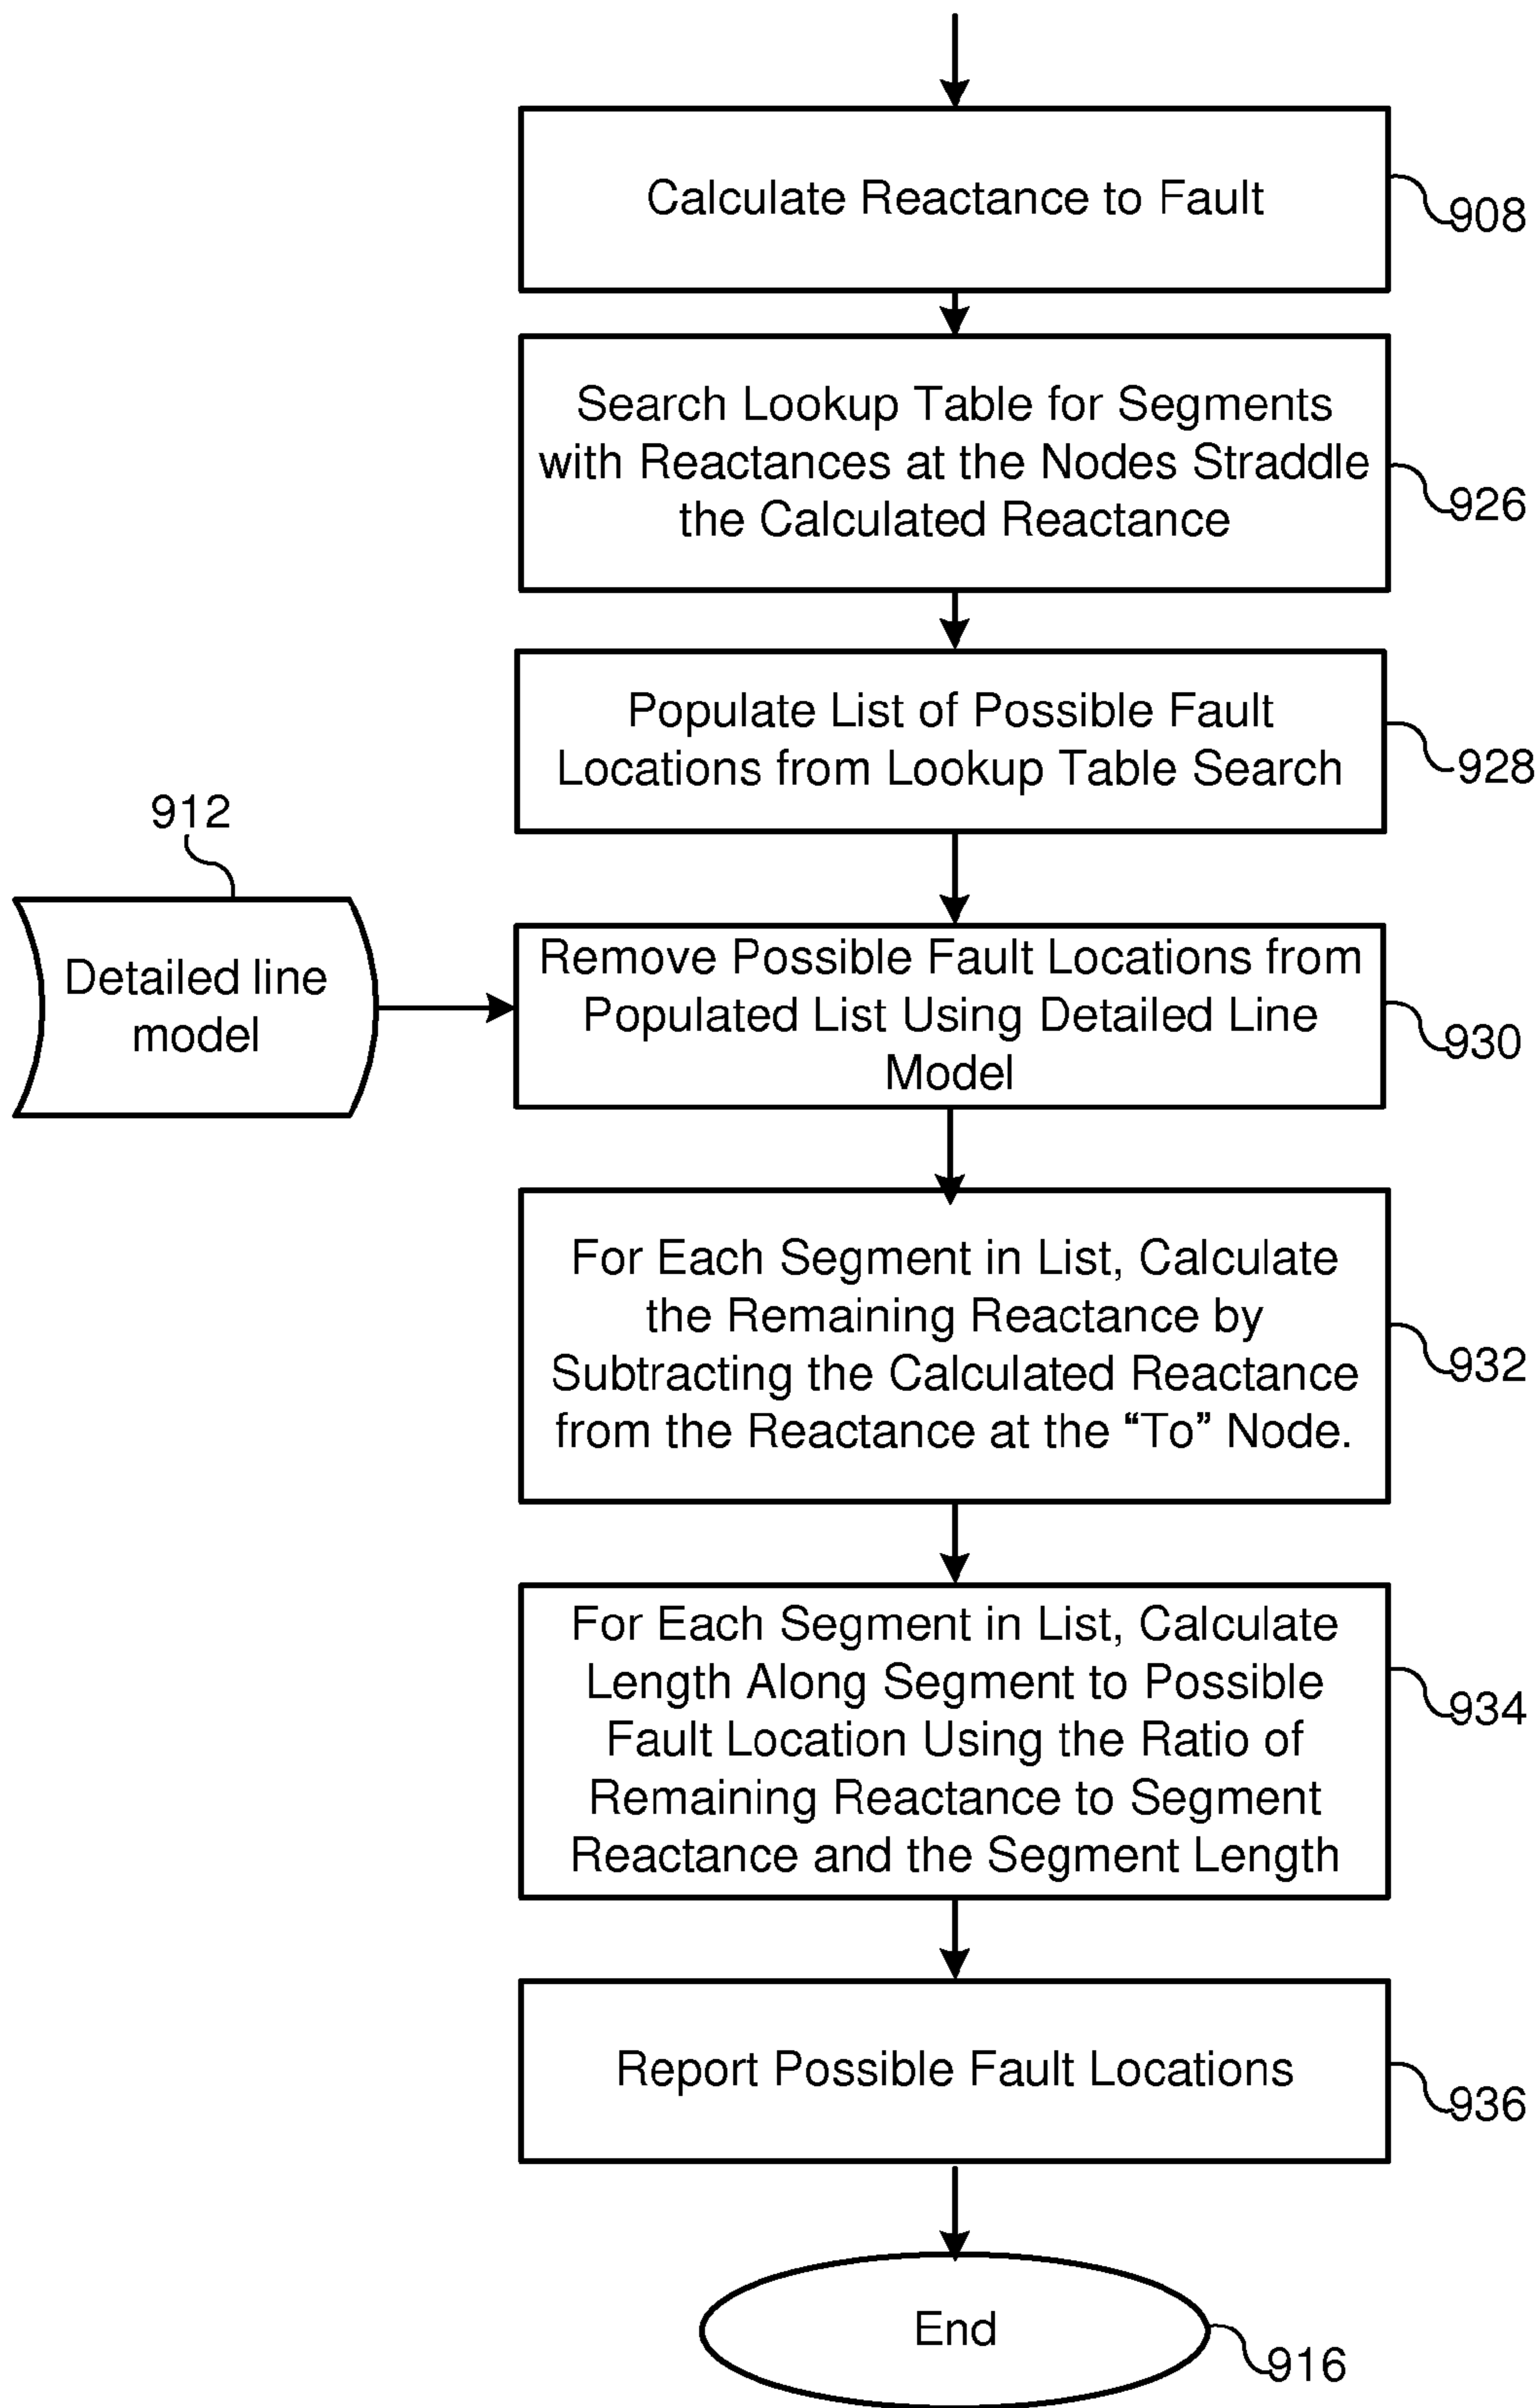 Calculate Reactance to Fault
908
Search Lookup Table for Segments
with Reactances at the Nodes Straddle
the Calculated Reactance
926
Populate List of Possible Fault
Locations from Lookup Table Search
928
912
Detailed line
model
Remove Possible Fault Locations from
Populated List Using Detailed Line
Model
930
For Each Segment in List, Calculate
the Remaining Reactance by
Subtracting the Calculated Reactance
from the Reactance at the “To” Node.
932
For Each Segment in List, Calculate
Length Along Segment to Possible
Fault Location Using the Ratio of
Remaining Reactance to Segment
Reactance and the Segment Length
934
Report Possible Fault Locations
936
End
916